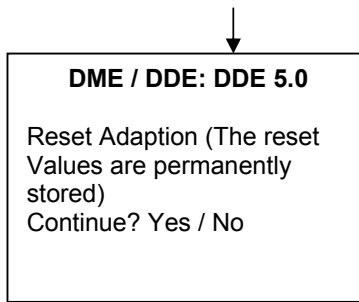 DME / DDE: DDE 5.0
Reset Adaption (The reset
Values are permanently
stored)
Continue? Yes / No